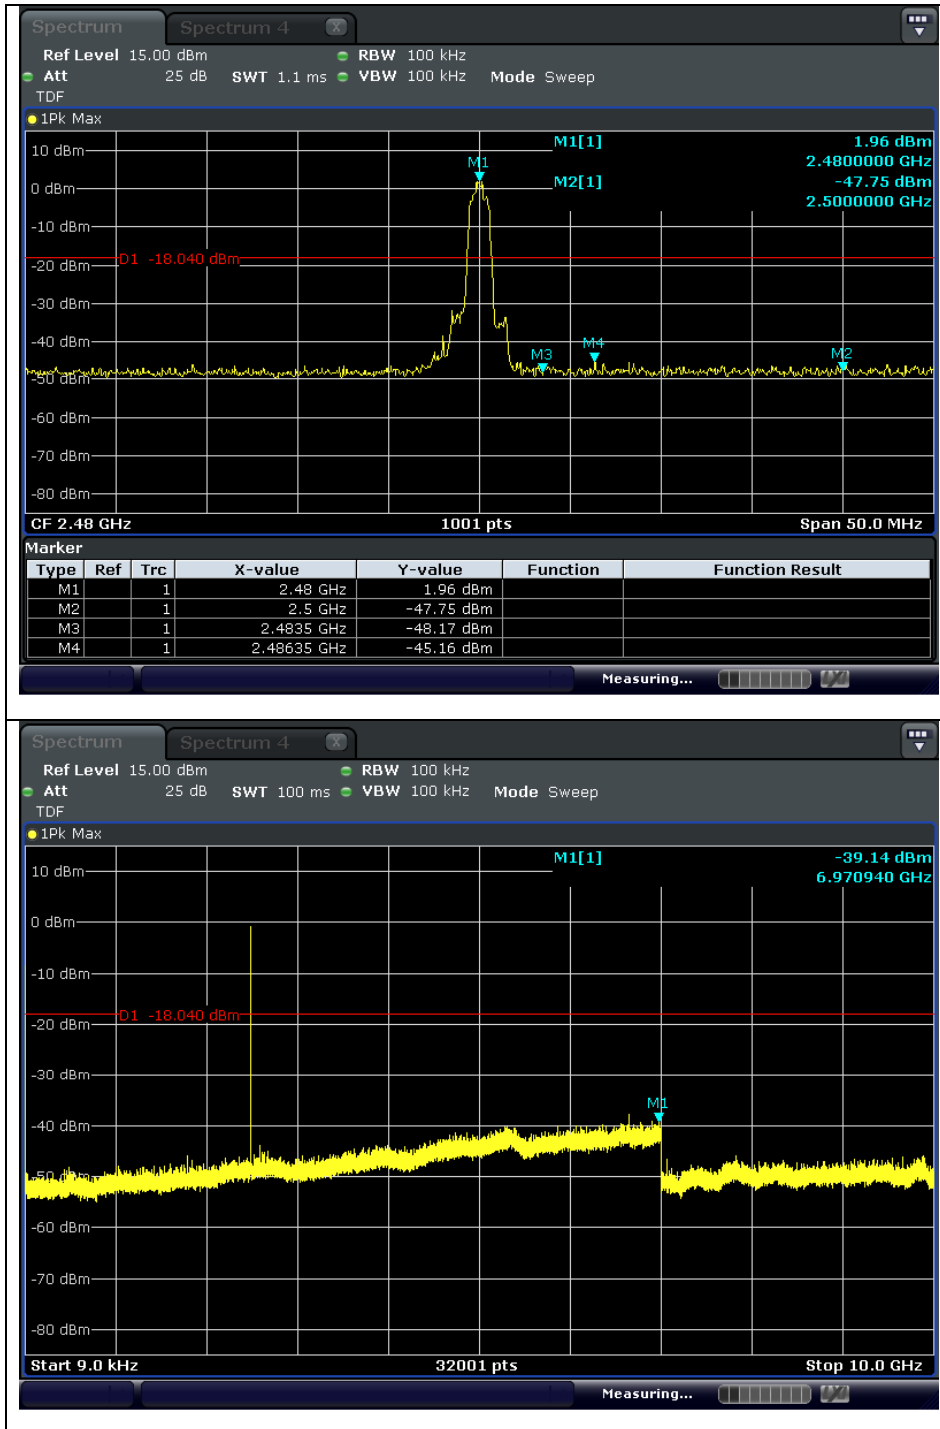 Spectrum Spectrum 4 X
Ref Level 15.00 dBm RBW 100 kHz
Att 25 dB SWT 1.1 ms VBW 100 kHz Mode Sweep
TDF
1Pk Max
M1[1] 1.96 dBm
2.4800000 GHz
M2[1] -47.75 dBm
2.5000000 GHz
10 dBm
M1
0 dBm
-10 dBm
D1 -18.040 dBm
-20 dBm
-30 dBm
-40 dBm
M3 M4 M2
-50 dBm
-60 dBm
-70 dBm
-80 dBm
CF 2.48 GHz 1001 pts Span 50.0 MHz
Marker
Type Ref Trc X-value Y-value Function Function Result
M1 1 2.48 GHz 1.96 dBm
M2 1 2.5 GHz -47.75 dBm
M3 1 2.4835 GHz -48.17 dBm
M4 1 2.48635 GHz -45.16 dBm
Measuring...
Spectrum Spectrum 4 X
Ref Level 15.00 dBm RBW 100 kHz
Att 25 dB SWT 100 ms VBW 100 kHz Mode Sweep
TDF
1Pk Max
M1[1] -39.14 dBm
6.970940 GHz
10 dBm
0 dBm
-10 dBm
D1 -18.040 dBm
-20 dBm
-30 dBm
M1
-40 dBm
-50 dBm
-60 dBm
-70 dBm
-80 dBm
Start 9.0 kHz 32001 pts Stop 10.0 GHz
Measuring...